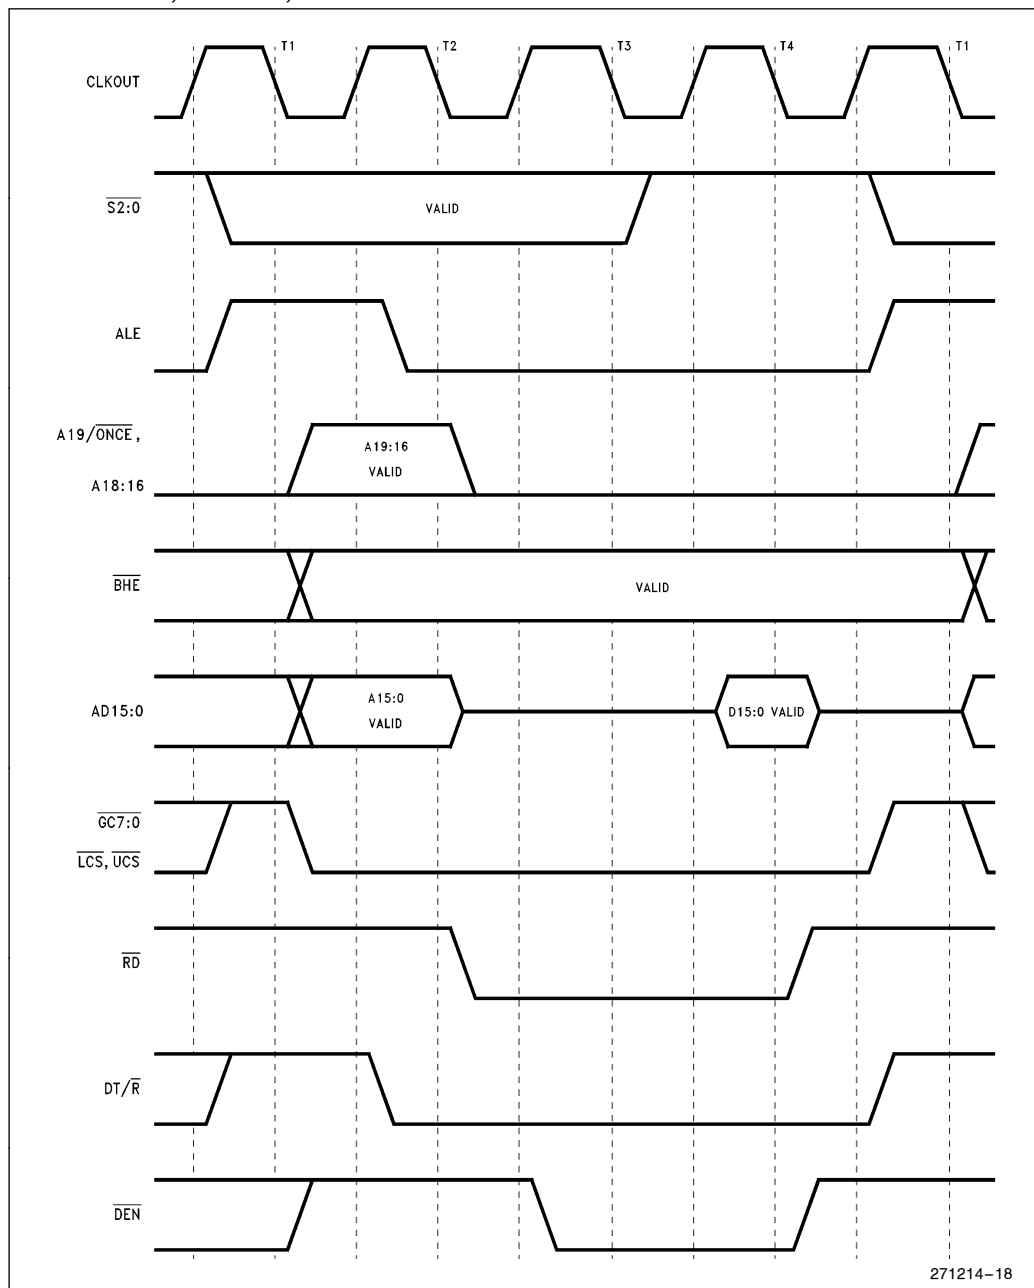 T1 T2 T3 T4 T1
CLKOUT
S2:0
VALID
ALE
A19/ONCE,
A18:16
A19:16
VALID
BHE
VALID
AD15:0
A15:0
VALID
D15:0 VALID
GC7:0
LCS, UCS
RD
DT/R
DEN
271214-18